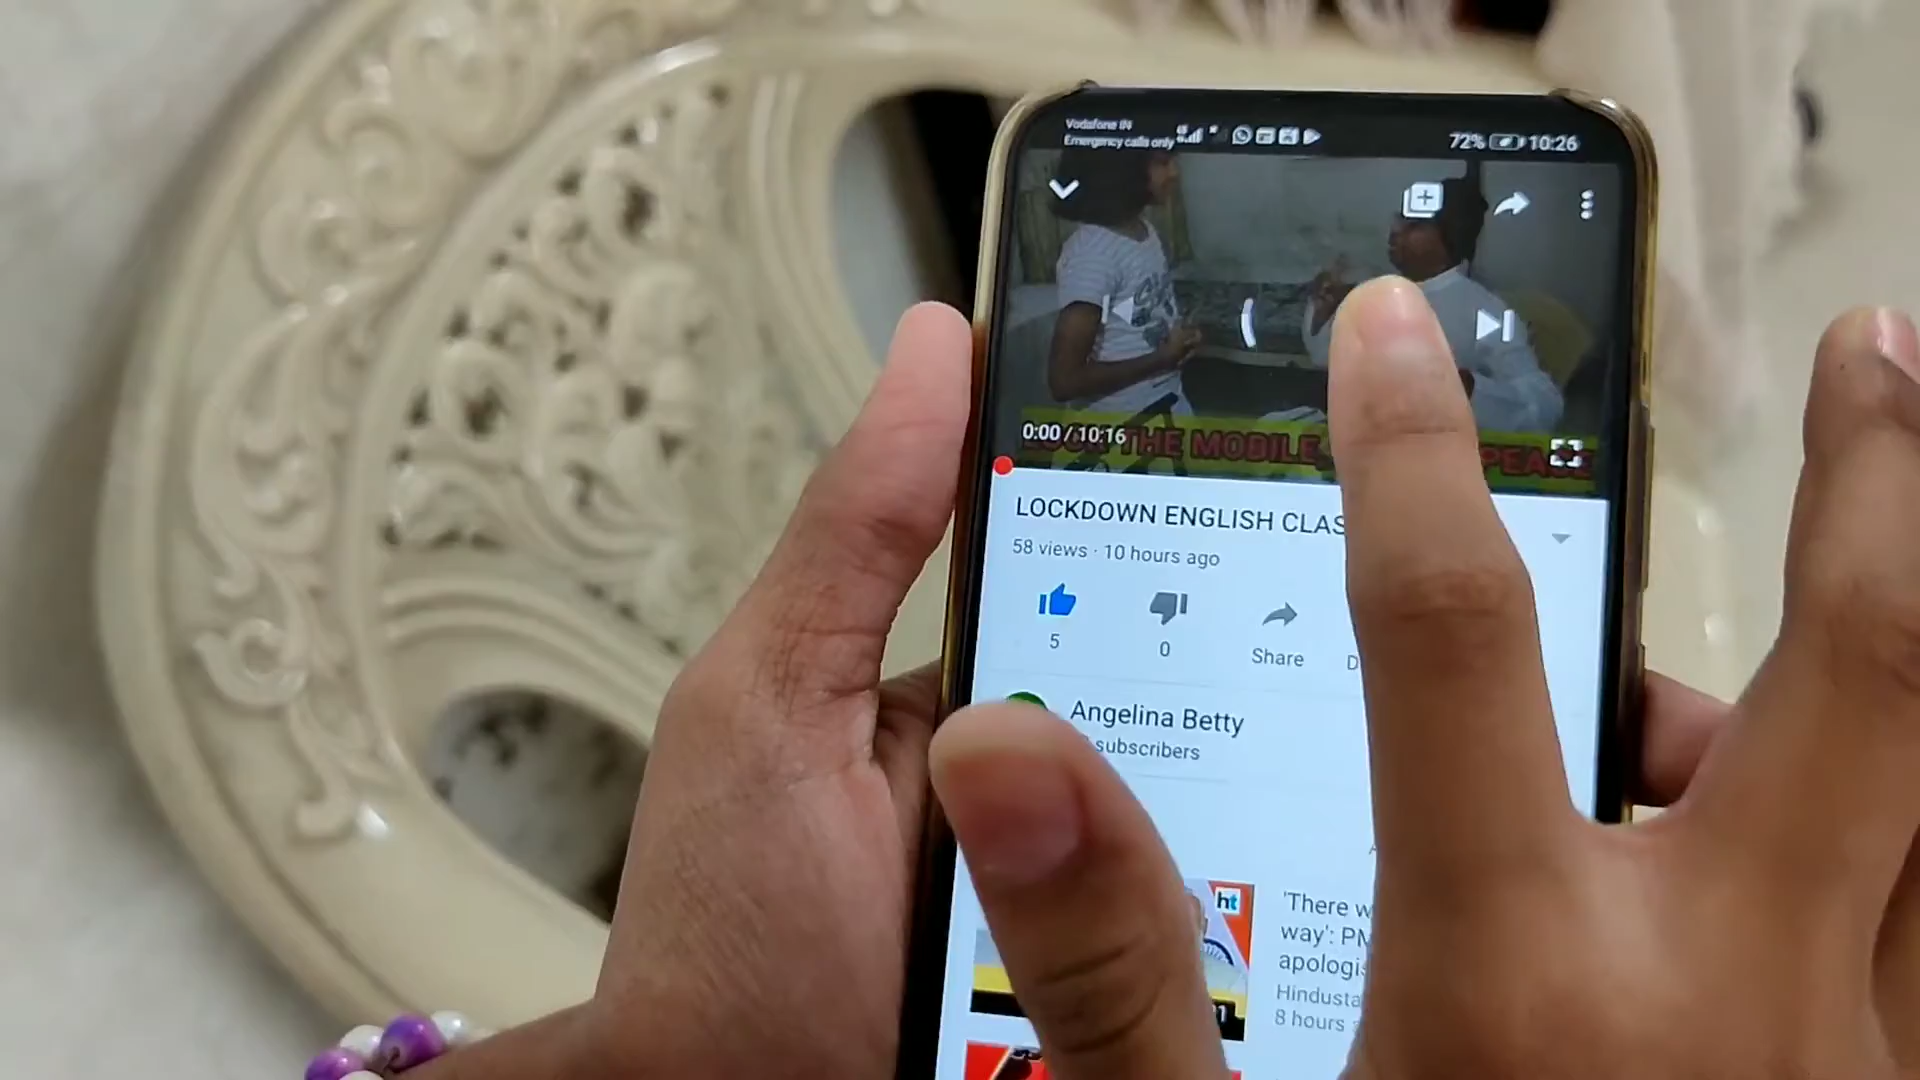 Vodafone IN
Emergency calls only
72% 10:26
0:00 / 10:16
THE MOBILE
LOCKDOWN ENGLISH CLAS
58 views · 10 hours ago
5
0
Share
D
Angelina Betty
subscribers
ht
'There w
way': PM
apologi
Hindusta
8 hours